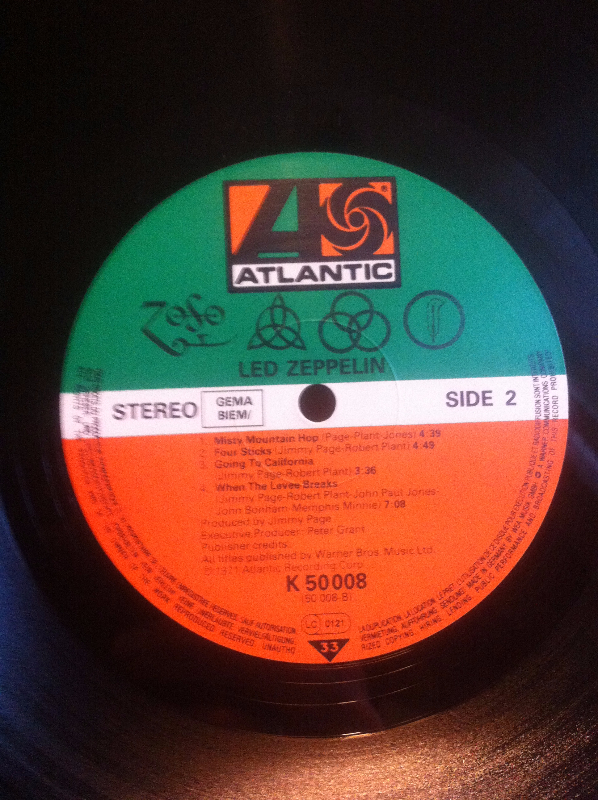 ATLANTIC
®
LED ZEPPELIN
STEREO
GEMA
BIEM/
SIDE 2
1. Misty Mountain Hop (Page-Plant-Jones) 4:39
2. Four Sticks (Jimmy Page-Robert Plant) 4:49
3. Going To California
(Jimmy Page-Robert Plant) 3:36
4. When The Levee Breaks
(Jimmy Page-Robert Plant-John Paul Jones-
John Bonham-Memphis Minnie) 7:08
Produced by Jimmy Page
Executive Producer: Peter Grant
Publisher credits:
All titles published by Warner Bros. Music Ltd.
℗ 1971 Atlantic Recording Corp.
K 50 008
(50 008-B)
LC 0121
33